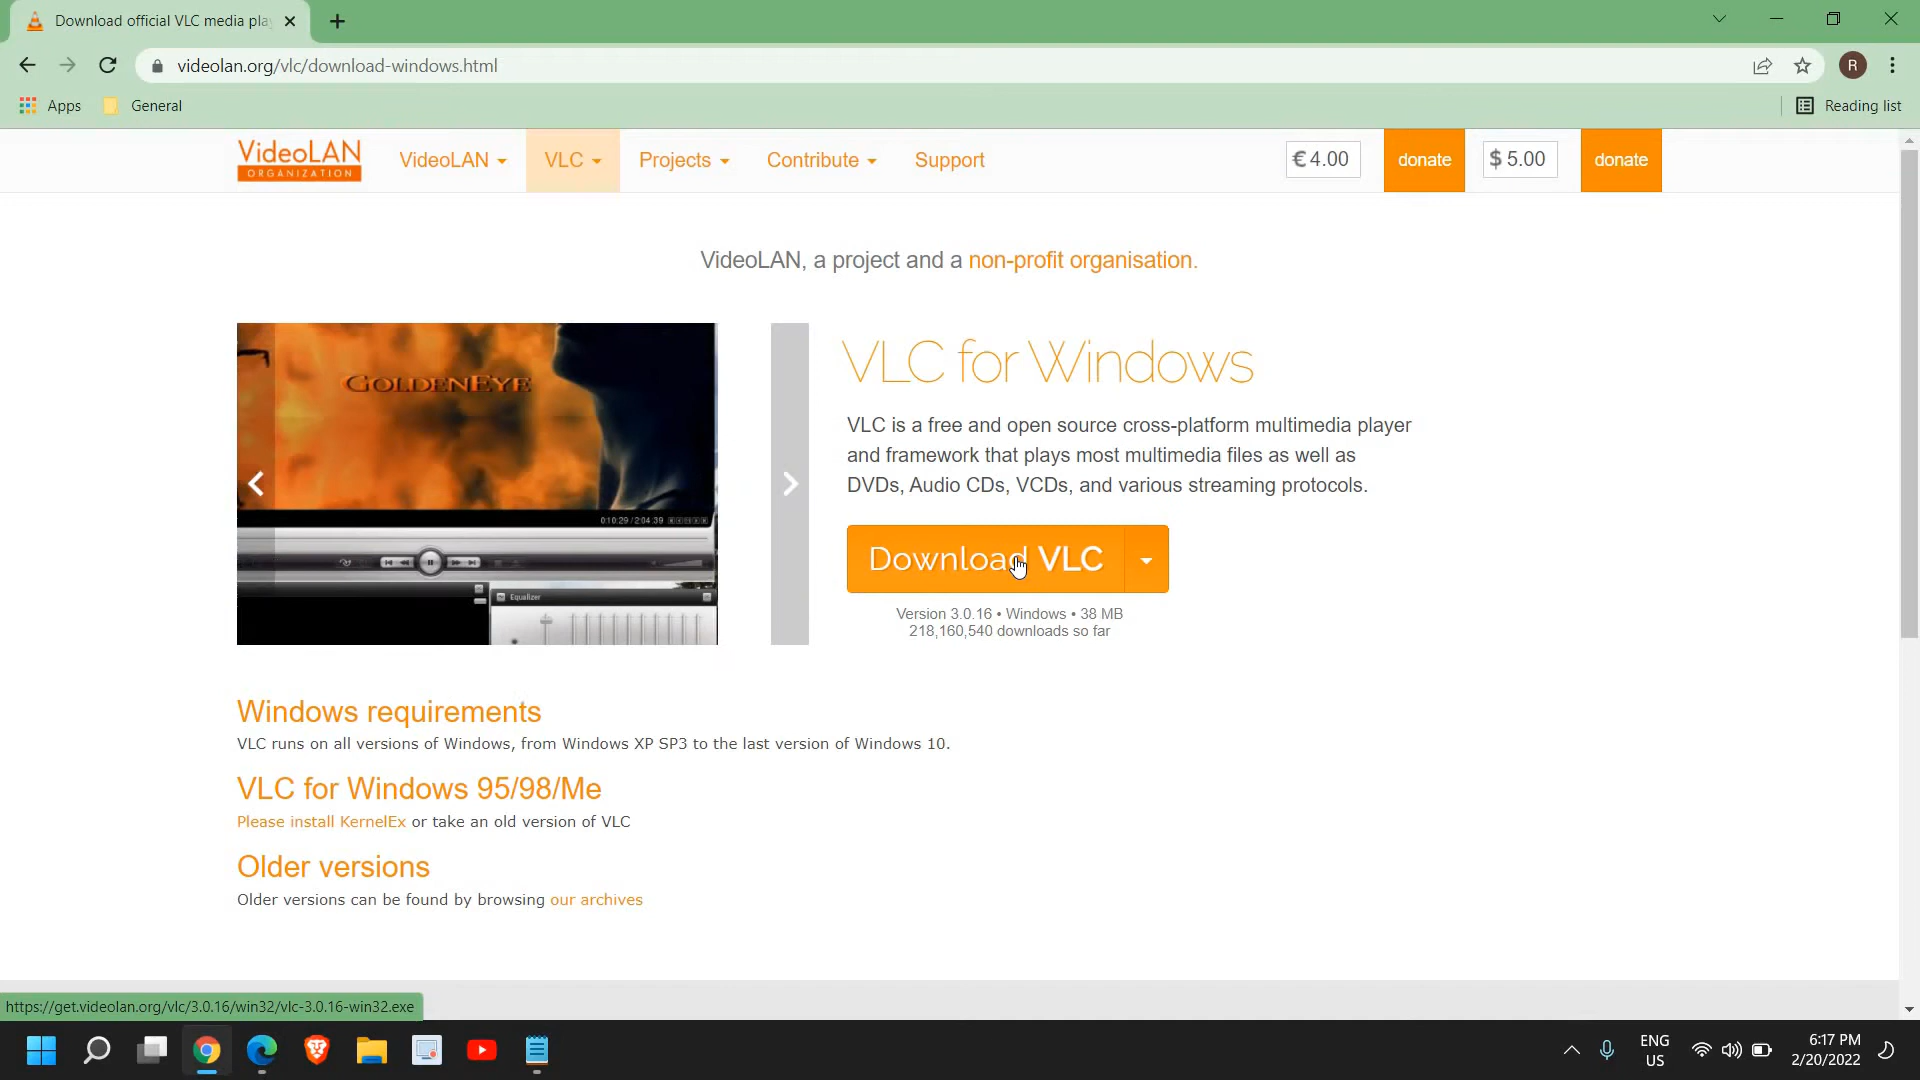 Download official VLC media pla
videolan.org/vlc/download-windows.html
R
Apps
General
Reading list
VideoLAN
ORGANIZATION
VideoLAN
VLC
Projects
Contribute
Support
€ 4.00
donate
$ 5.00
donate
VideoLAN, a project and a non-profit organisation.
GOLDENEYE
0:10:29/2:04:39
Equalizer
VLC for Windows
VLC is a free and open source cross-platform multimedia player
and framework that plays most multimedia files as well as
DVDs, Audio CDs, VCDs, and various streaming protocols.
Download VLC
Version 3.0.16 • Windows • 38 MB
218,160,540 downloads so far
Windows requirements
VLC runs on all versions of Windows, from Windows XP SP3 to the last version of Windows 10.
VLC for Windows 95/98/Me
Please install KernelEx or take an old version of VLC
Older versions
Older versions can be found by browsing our archives
https://get.videolan.org/vlc/3.0.16/win32/vlc-3.0.16-win32.exe
ENG
US
6:17 PM
2/20/2022